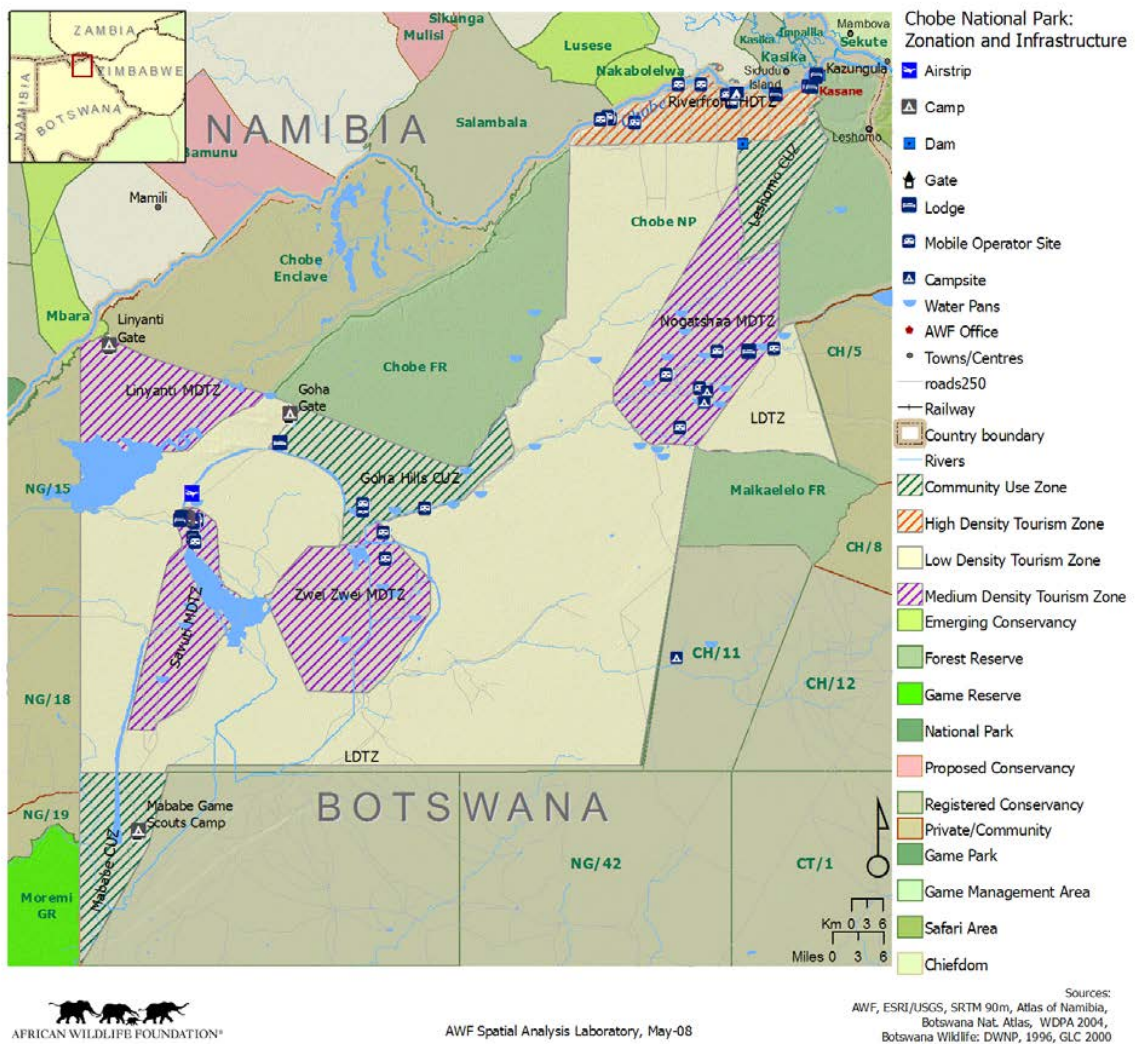 Chobe National Park:
Zonation and Infrastructure
Airstrip
Camp
Dam
Gate
Lodge
Mobile Operator Site
Campsite
Water Pans
AWF Office
Towns/Centres
roads250
Railway
Country boundary
Rivers
Community Use Zone
High Density Tourism Zone
Low Density Tourism Zone
Medium Density Tourism Zone
Emerging Conservancy
Forest Reserve
Game Reserve
National Park
Proposed Conservancy
Registered Conservancy
Private/Community
Game Park
Game Management Area
Safari Area
Chiefdom
ZAMBIA
ZIMBABWE
NAMIBIA
BOTSWANA
Sikunga
Mulisi
Lusese
Nakabolelwa
Kasika
Impalila
Mambova
Sekute
Kasika
Sidudu
Island
Kazungula
Kasane
Riverfront HDTZ
Chobe
Leshomo
Leshomo CUZ
NAMIBIA
Salambala
Bamunu
Mamili
Chobe NP
Chobe
Enclave
Mbara
Linyanti
Gate
Nogatshaa MDTZ
Linyanti MDTZ
Chobe FR
CH/5
Goha
Gate
LDTZ
Goha Hills CUZ
NG/15
Maikaelelo FR
CH/8
Zwei Zwei MDTZ
Savuti MDTZ
CH/11
CH/12
NG/18
LDTZ
BOTSWANA
Mababe Game
Scouts Camp
NG/19
Mababe CUZ
NG/42
CT/1
Moremi
GR
Km 0 3 6
Miles 0 3 6
AFRICAN WILDLIFE FOUNDATION®
AWF Spatial Analysis Laboratory, May-08
Sources:
AWF, ESRI/USGS, SRTM 90m, Atlas of Namibia,
Botswana Nat. Atlas, WDPA 2004,
Botswana Wildlife: DWNP, 1996, GLC 2000